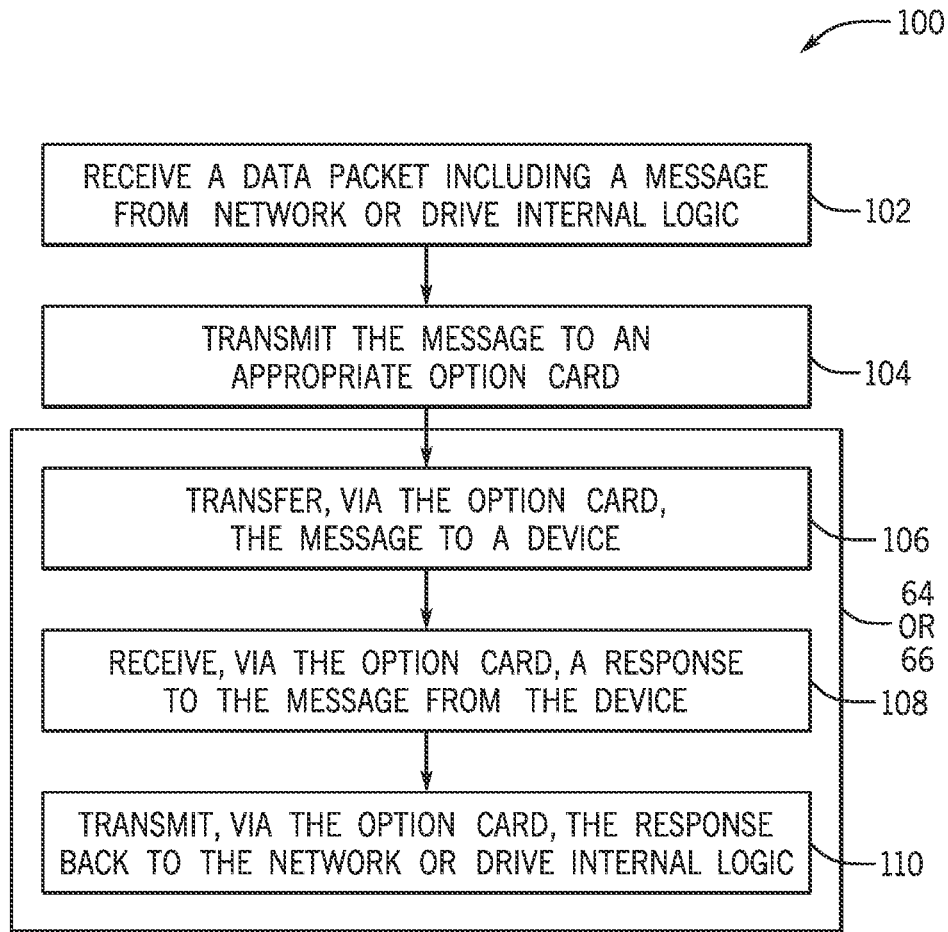 100
RECEIVE A DATA PACKET INCLUDING A MESSAGE
FROM NETWORK OR DRIVE INTERNAL LOGIC
102
TRANSMIT THE MESSAGE TO AN
APPROPRIATE OPTION CARD
104
TRANSFER, VIA THE OPTION CARD,
THE MESSAGE TO A DEVICE
106
64
OR
66
RECEIVE, VIA THE OPTION CARD, A RESPONSE
TO THE MESSAGE FROM THE DEVICE
108
TRANSMIT, VIA THE OPTION CARD, THE RESPONSE
BACK TO THE NETWORK OR DRIVE INTERNAL LOGIC
110